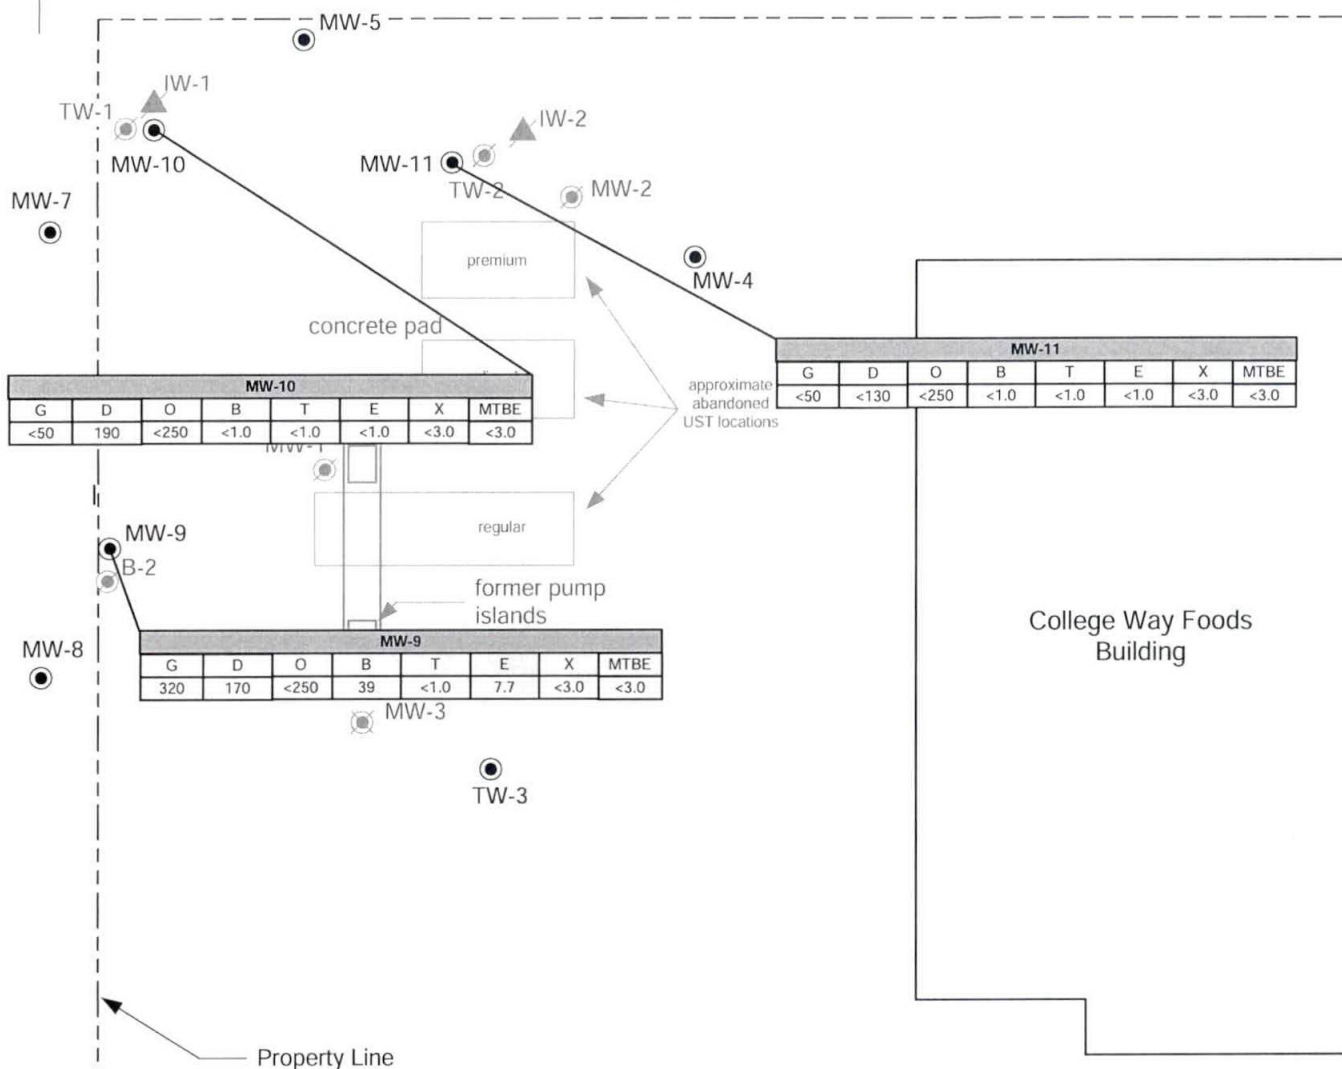 MW-5
IW-1
TW-1
MW-10
IW-2
MW-11
TW-2
MW-2
MW-7
premium
MW-4
concrete pad
MW-11
G D O B T E X MTBE
<50 <130 <250 <1.0 <1.0 <1.0 <3.0 <3.0
approximate
abandoned
UST locations
MW-10
G D O B T E X MTBE
<50 190 <250 <1.0 <1.0 <1.0 <3.0 <3.0
MW-1
regular
MW-9
B-2
former pump
islands
MW-9
G D O B T E X MTBE
320 170 <250 39 <1.0 7.7 <3.0 <3.0
MW-8
College Way Foods
Building
MW-3
TW-3
Property Line